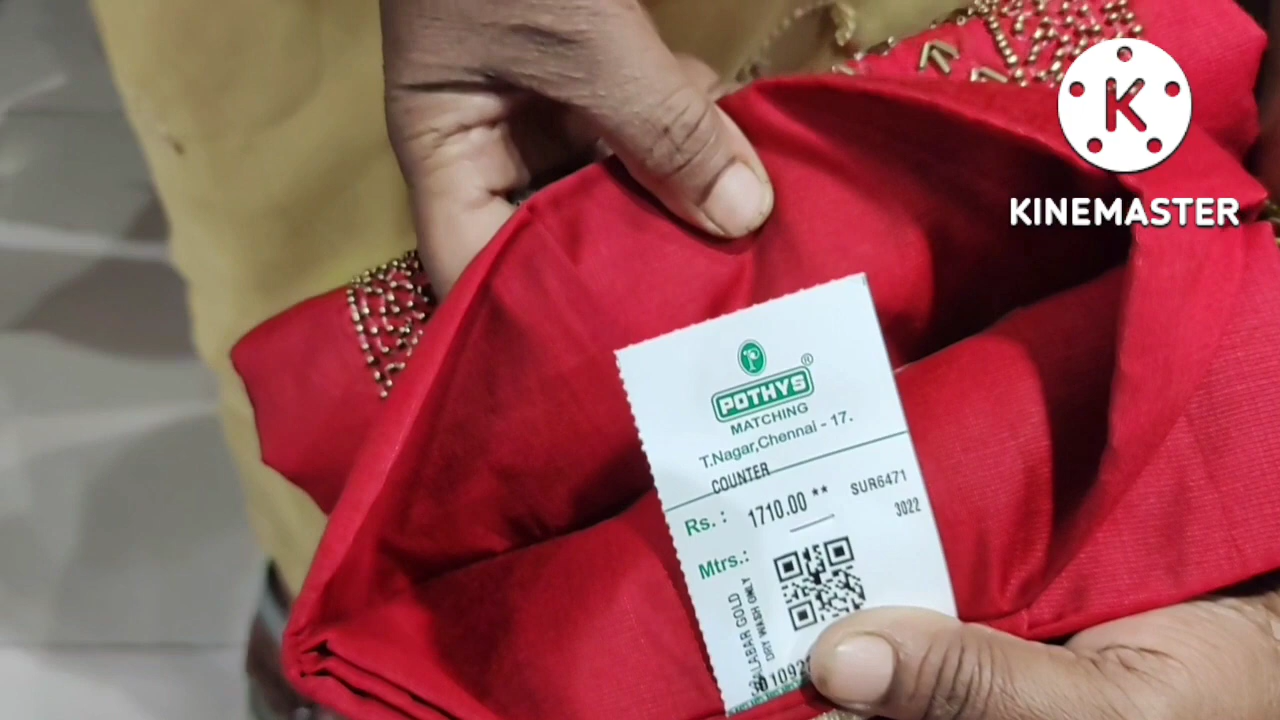 K
KINEMASTER
P
POTHYS®
MATCHING
T.Nagar,Chennai - 17.
COUNTER
Rs. : 1710.00 ** SUR6471
3022
Mtrs.:
DRY WASH ONLY